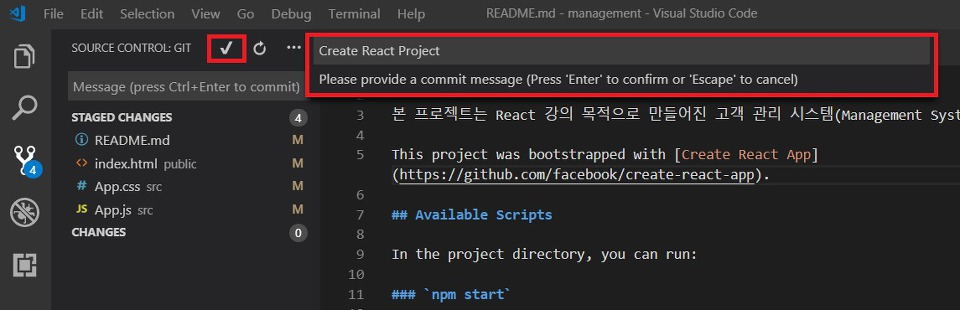 File Edit Selection View Go Debug Terminal Help README.md - management - Visual Studio Code
SOURCE CONTROL: GIT
Message (press Ctrl+Enter to commit)
STAGED CHANGES 4
README.md M
index.html public M
# App.css src M
JS App.js src M
CHANGES 0
4
Create React Project
Please provide a commit message (Press 'Enter' to confirm or 'Escape' to cancel)
2
3 본 프로젝트는 React 강의 목적으로 만들어진 고객 관리 시스템(Management Sys
4
5 This project was bootstrapped with [Create React App]
(https://github.com/facebook/create-react-app).
6
7 ## Available Scripts
8
9 In the project directory, you can run:
10
11 ### `npm start`